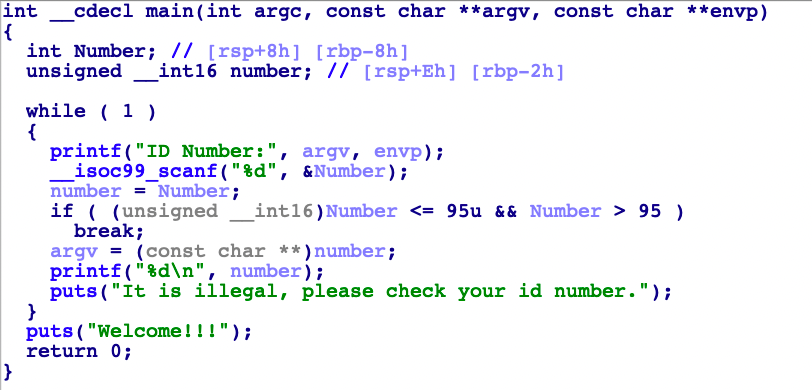 int __cdecl main(int argc, const char **argv, const char **envp)
{
  int Number; // [rsp+8h] [rbp-8h]
  unsigned __int16 number; // [rsp+Eh] [rbp-2h]

  while ( 1 )
  {
    printf("ID Number:", argv, envp);
    __isoc99_scanf("%d", &Number);
    number = Number;
    if ( (unsigned __int16)Number <= 95u && Number > 95 )
      break;
    argv = (const char **)number;
    printf("%d\n", number);
    puts("It is illegal, please check your id number.");
  }
  puts("Welcome!!!");
  return 0;
}